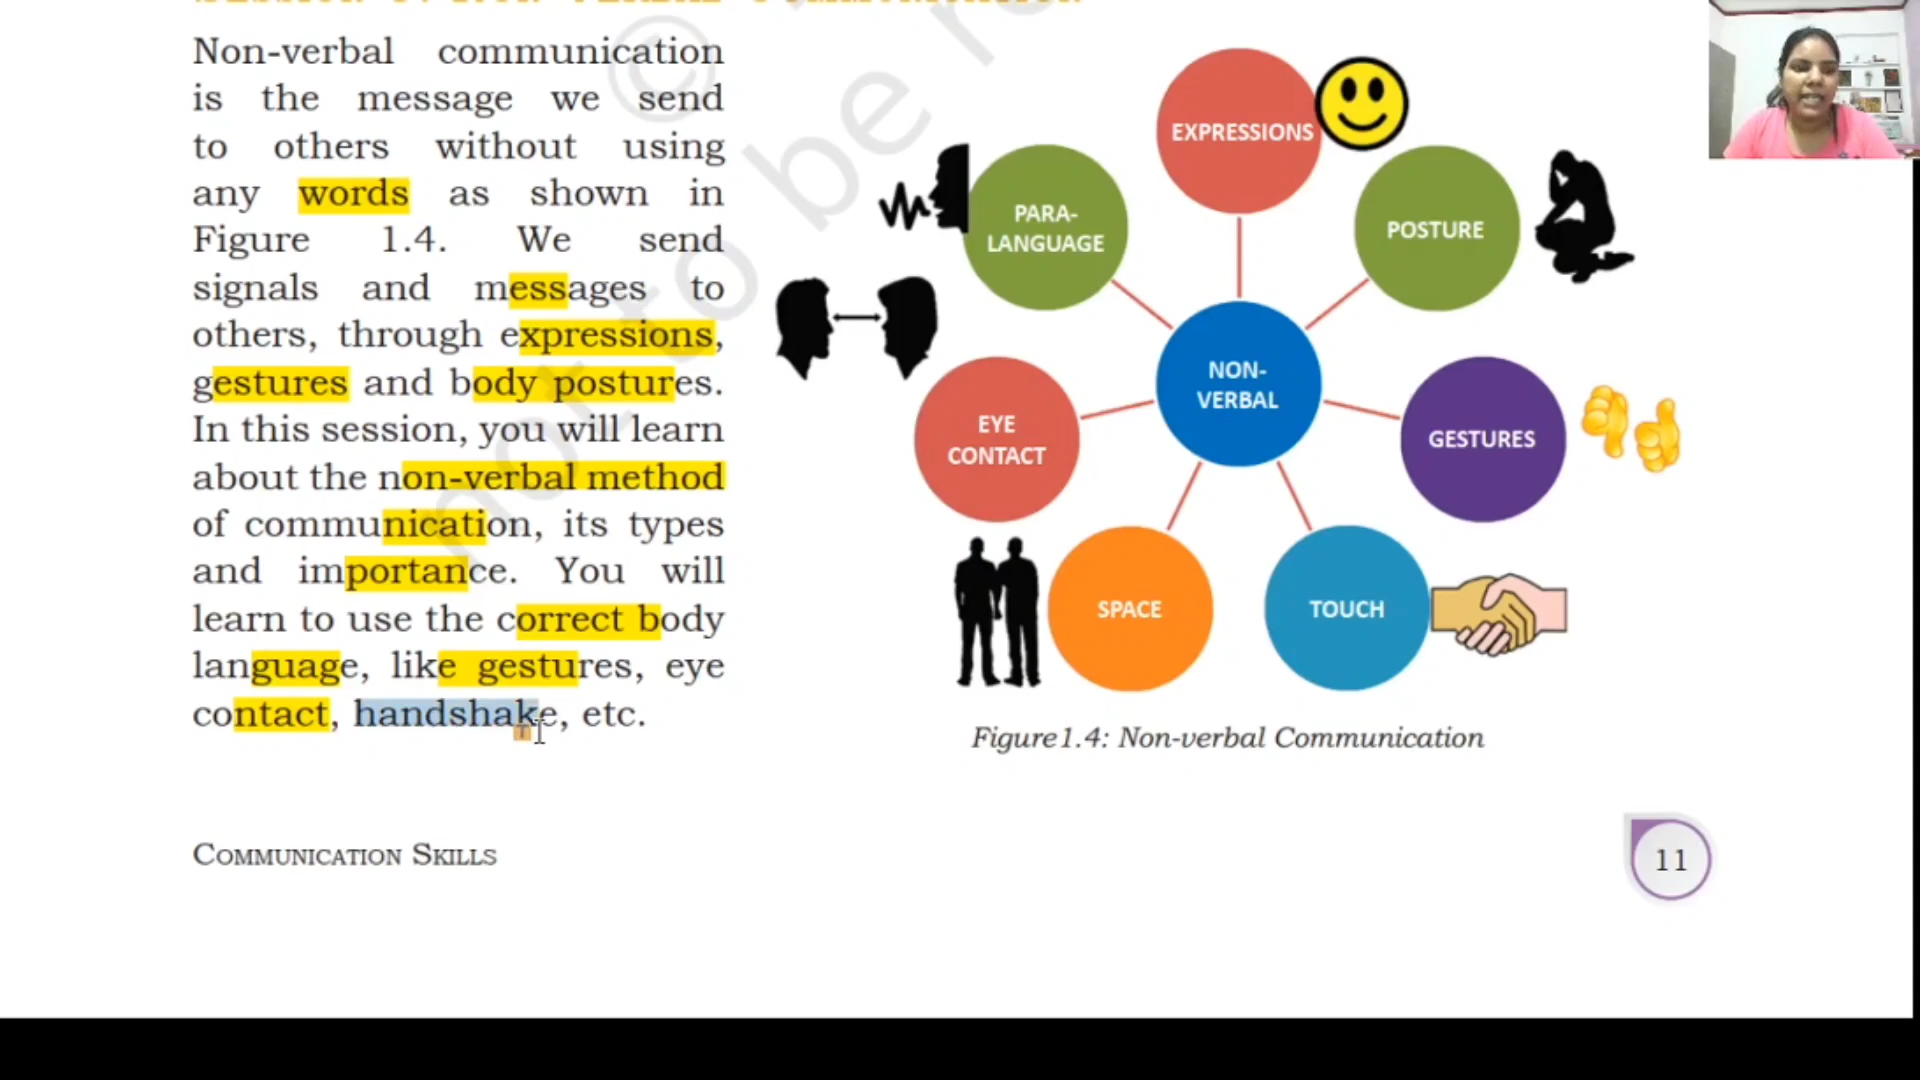 Non-verbal communication
is the message we send
to others without using
any words as shown in
Figure 1.4. We send
signals and messages to
others, through expressions,
gestures and body postures.
In this session, you will learn
about the non-verbal method
of communication, its types
and importance. You will
learn to use the correct body
language, like gestures, eye
contact, handshake, etc.
EXPRESSIONS
PARA-
LANGUAGE
POSTURE
NON-
VERBAL
EYE
CONTACT
GESTURES
SPACE
TOUCH
Figure1.4: Non-verbal Communication
COMMUNICATION SKILLS
11
© not to be